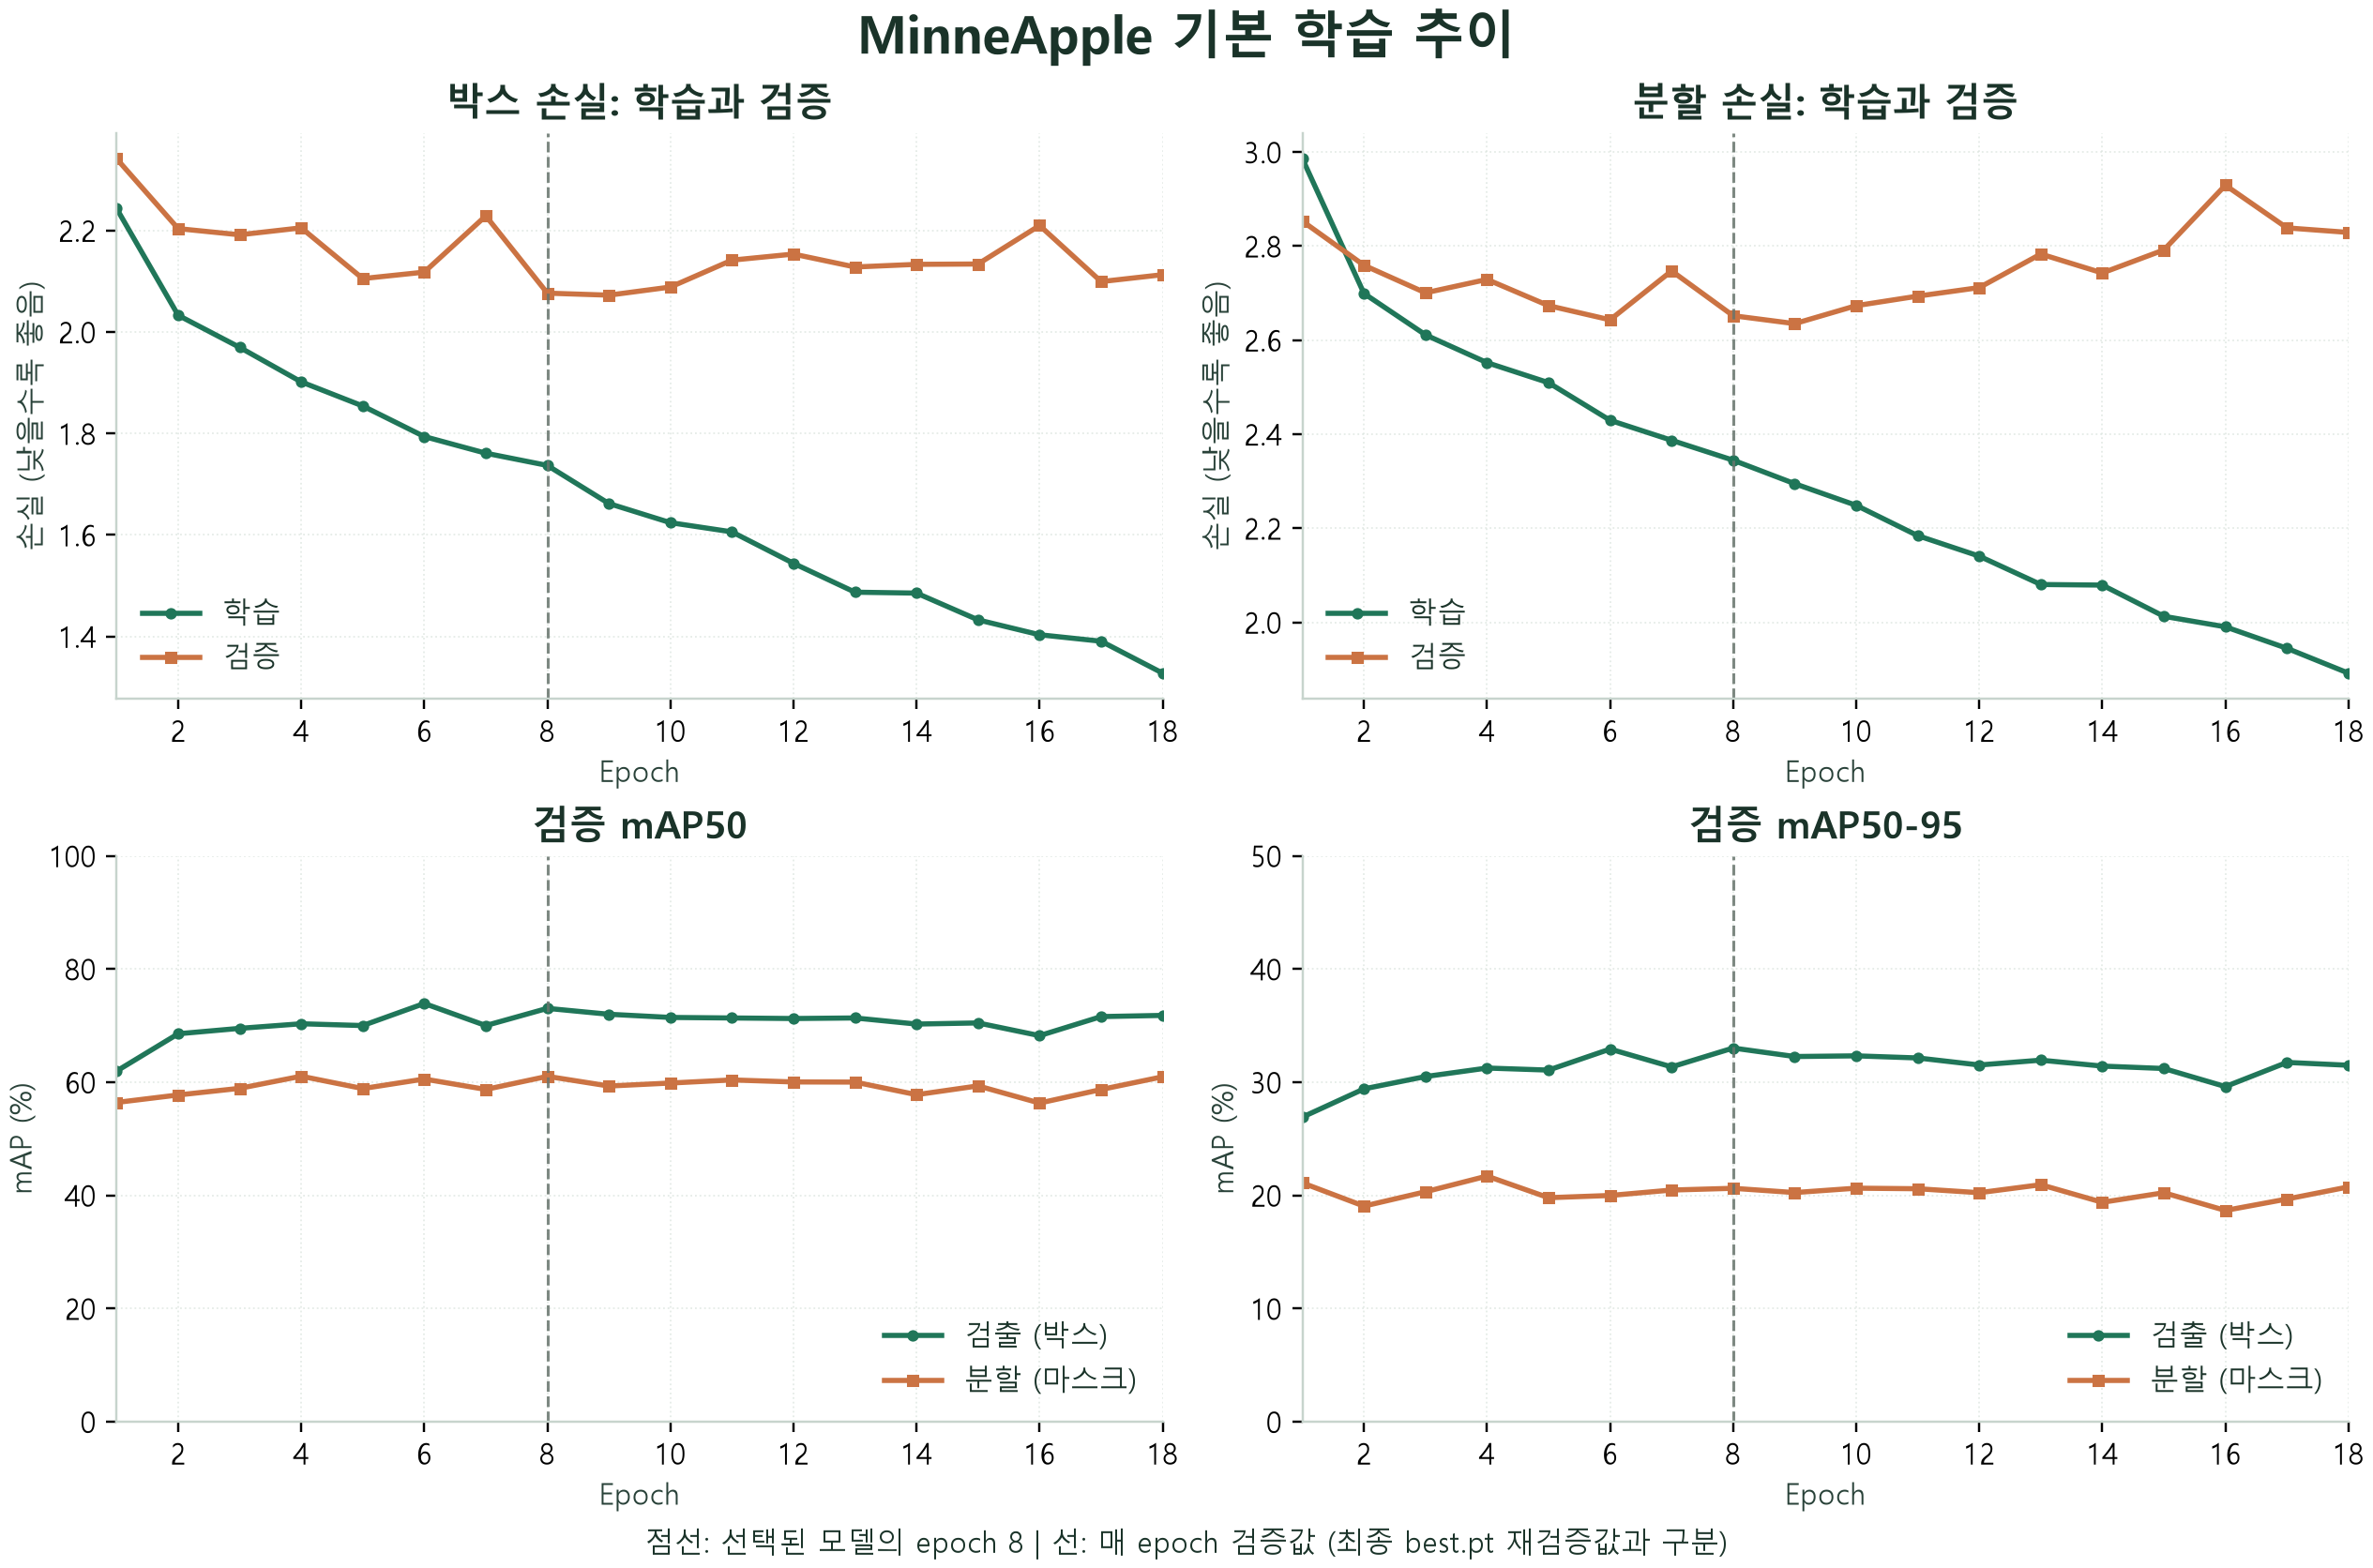 MinneApple 기본 학습 추이
박스 손실: 학습과 검증
손실 (낮을수록 좋음)
2.2
2.0
1.8
1.6
1.4
학습
검증
2 4 6 8 10 12 14 16 18
Epoch
분할 손실: 학습과 검증
손실 (낮을수록 좋음)
3.0
2.8
2.6
2.4
2.2
2.0
학습
검증
2 4 6 8 10 12 14 16 18
Epoch
검증 mAP50
mAP (%)
100
80
60
40
20
0
검출 (박스)
분할 (마스크)
2 4 6 8 10 12 14 16 18
Epoch
검증 mAP50-95
mAP (%)
50
40
30
20
10
0
검출 (박스)
분할 (마스크)
2 4 6 8 10 12 14 16 18
Epoch
점선: 선택된 모델의 epoch 8 | 선: 매 epoch 검증값 (최종 best.pt 재검증값과 구분)